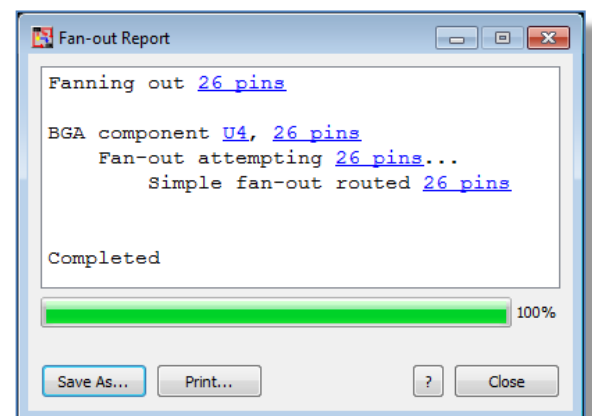 Fan-out Report
Fanning out 26 pins
BGA component U4, 26 pins
Fan-out attempting 26 pins...
Simple fan-out routed 26 pins
Completed
100%
Save As... Print... ? Close